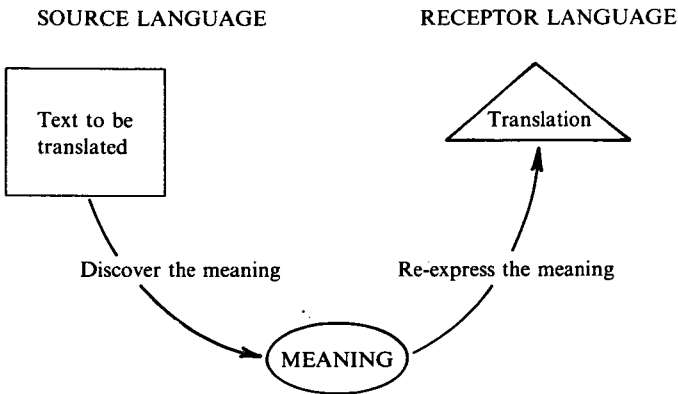 SOURCE LANGUAGE
RECEPTOR LANGUAGE
Text to be
translated
Translation
Discover the meaning
Re-express the meaning
MEANING